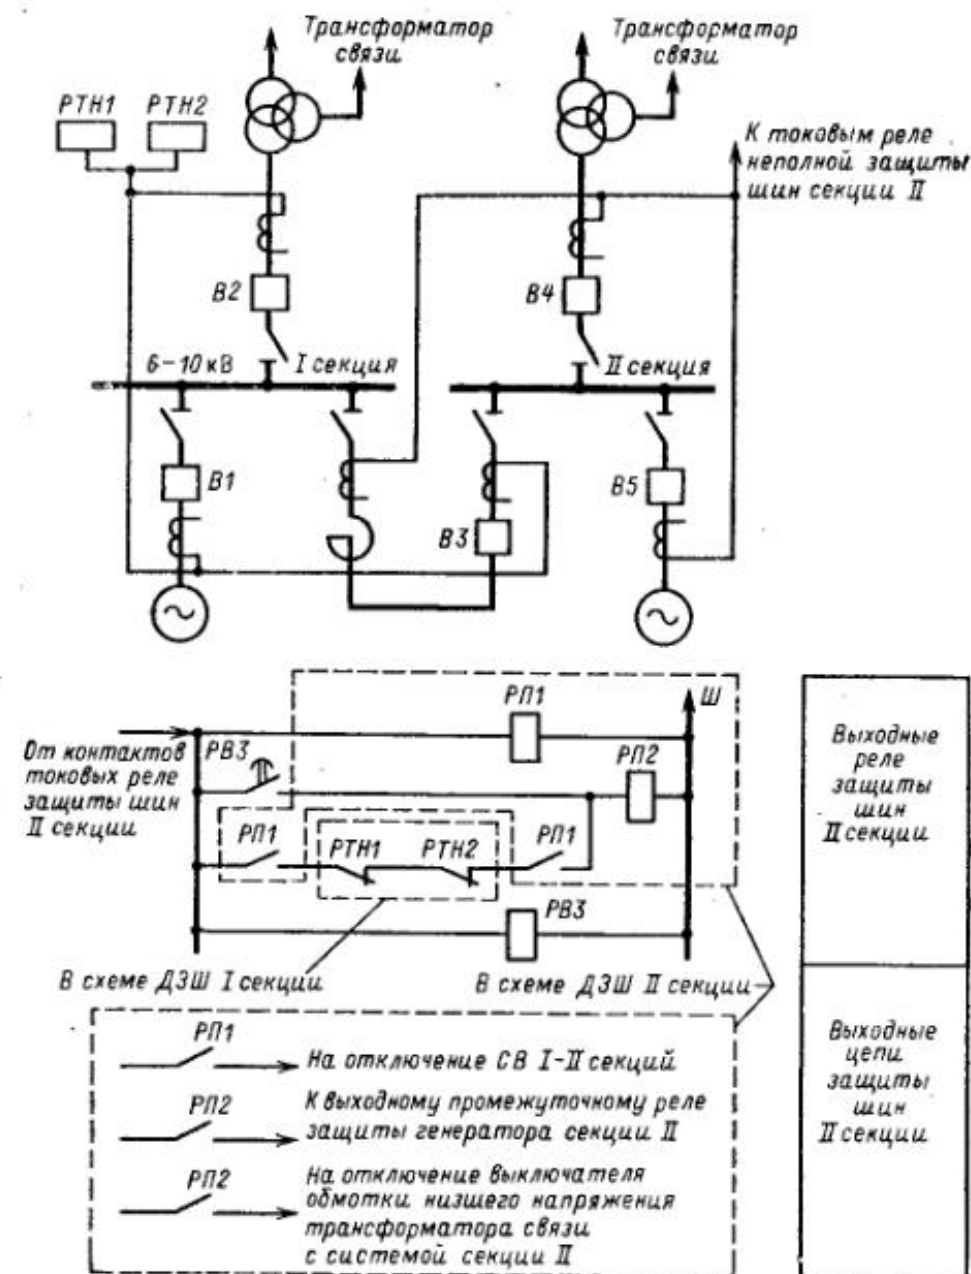 Трансформатор
связи
Трансформатор
связи
РТН1
РТН2
К токовым реле
неполной защиты
шин секции II
В2
В4
6-10 кВ
I секция
II секция
В1
В3
В5
~
~
Ш
РП1
От контактов
токовых реле
защиты шин
II секции
РВ3
РП2
РП1
РТН1
РТН2
РП1
РВ3
В схеме ДЗШ I секции
В схеме ДЗШ II секции
Выходные
реле
защиты
шин
II секции
РП1
На отключение СВ I-II секций
РП2
К выходному промежуточному реле
защиты генератора секции II
РП2
На отключение выключателя
обмотки низшего напряжения
трансформатора связи
с системой секции II
Выходные
цепи
защиты
шин
II секции